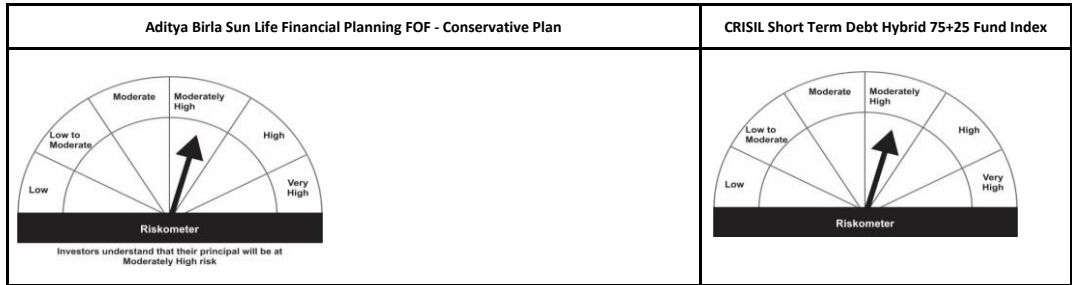 Aditya Birla Sun Life Financial Planning FOF - Conservative Plan
CRISIL Short Term Debt Hybrid 75+25 Fund Index
Low
Low to
Moderate
Moderate
Moderately
High
High
Very
High
Riskometer
Investors understand that their principal will be at
Moderately High risk
Low
Low to
Moderate
Moderate
Moderately
High
High
Very
High
Riskometer